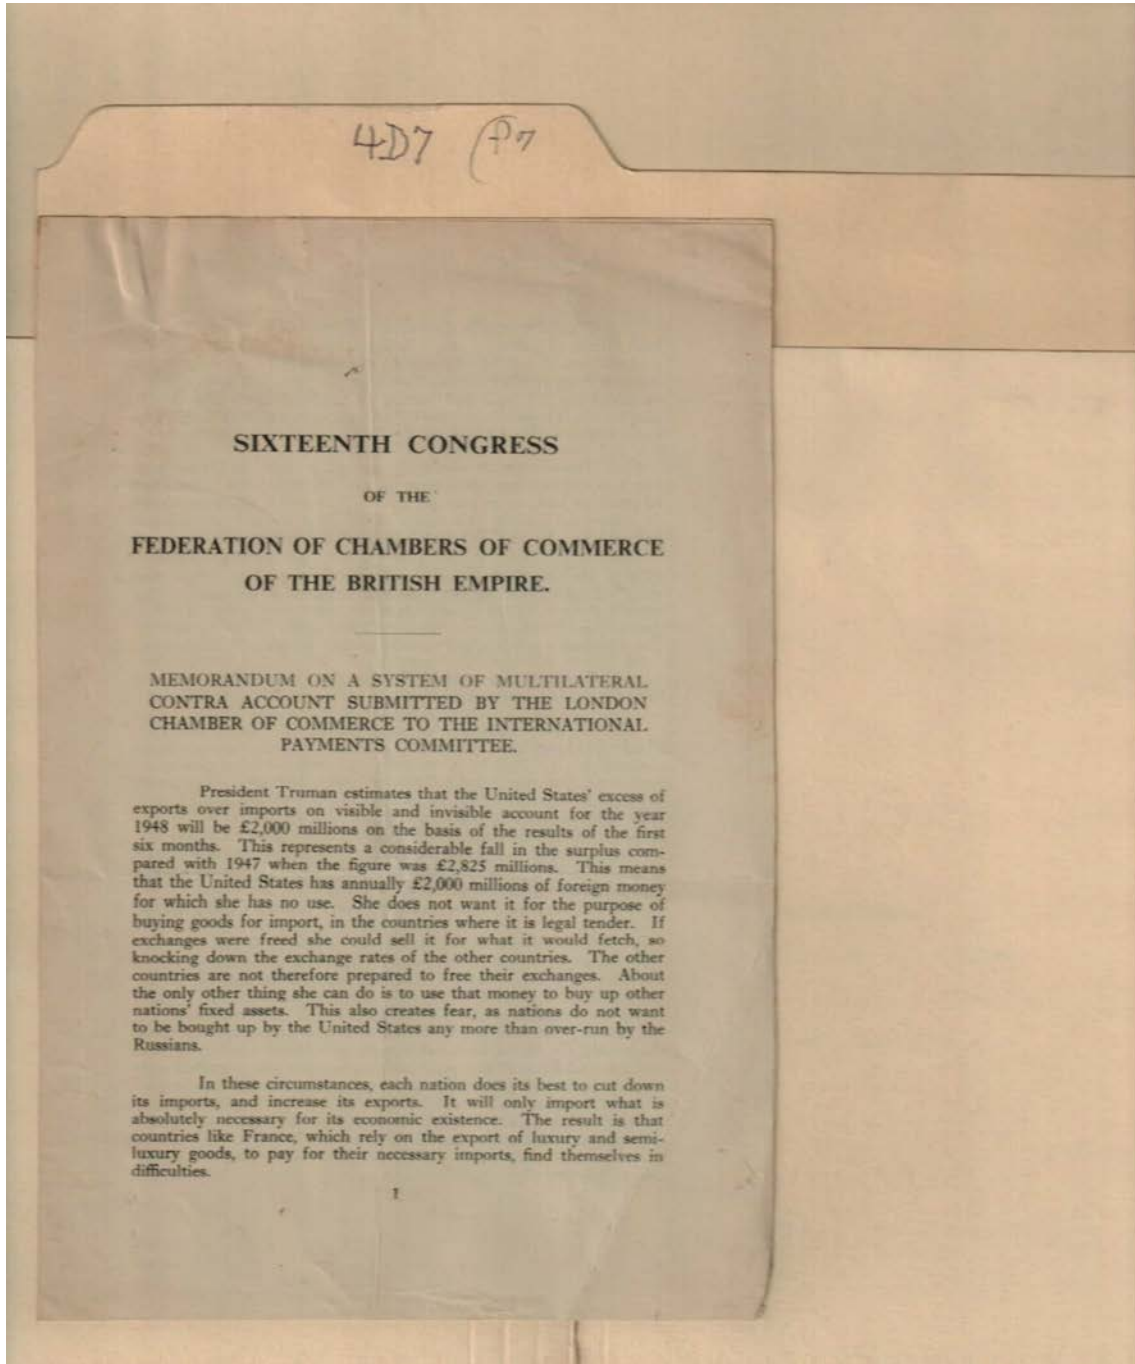 4D7
SIXTEENTH CONGRESS
OF THE
FEDERATION OF CHAMBERS OF COMMERCE
OF THE BRITISH EMPIRE.
MEMORANDUM ON A SYSTEM OF MULTILATERAL
CONTRA ACCOUNT SUBMITTED BY THE LONDON
CHAMBER OF COMMERCE TO THE INTERNATIONAL
PAYMENTS COMMITTEE.
President Truman estimates that the United States' excess of
exports over imports on visible and invisible account for the year
1948 will be £2,000 millions on the basis of the results of the first
six months. This represents a considerable fall in the surplus com-
pared with 1947 when the figure was £2,825 millions. This means
that the United States has annually £2,000 millions of foreign money
for which she has no use. She does not want it for the purpose of
buying goods for import, in the countries where it is legal tender. If
exchanges were freed she could sell it for what it would fetch, so
knocking down the exchange rates of the other countries. The other
countries are not therefore prepared to free their exchanges. About
the only other thing she can do is to use that money to buy up other
nations' fixed assets. This also creates fear, as nations do not want
to be bought up by the United States any more than over-run by the
Russians.
In these circumstances, each nation does its best to cut down
its imports, and increase its exports. It will only import what is
absolutely necessary for its economic existence. The result is that
countries like France, which rely on the export of luxury and semi-
luxury goods, to pay for their necessary imports, find themselves in
difficulties.
1